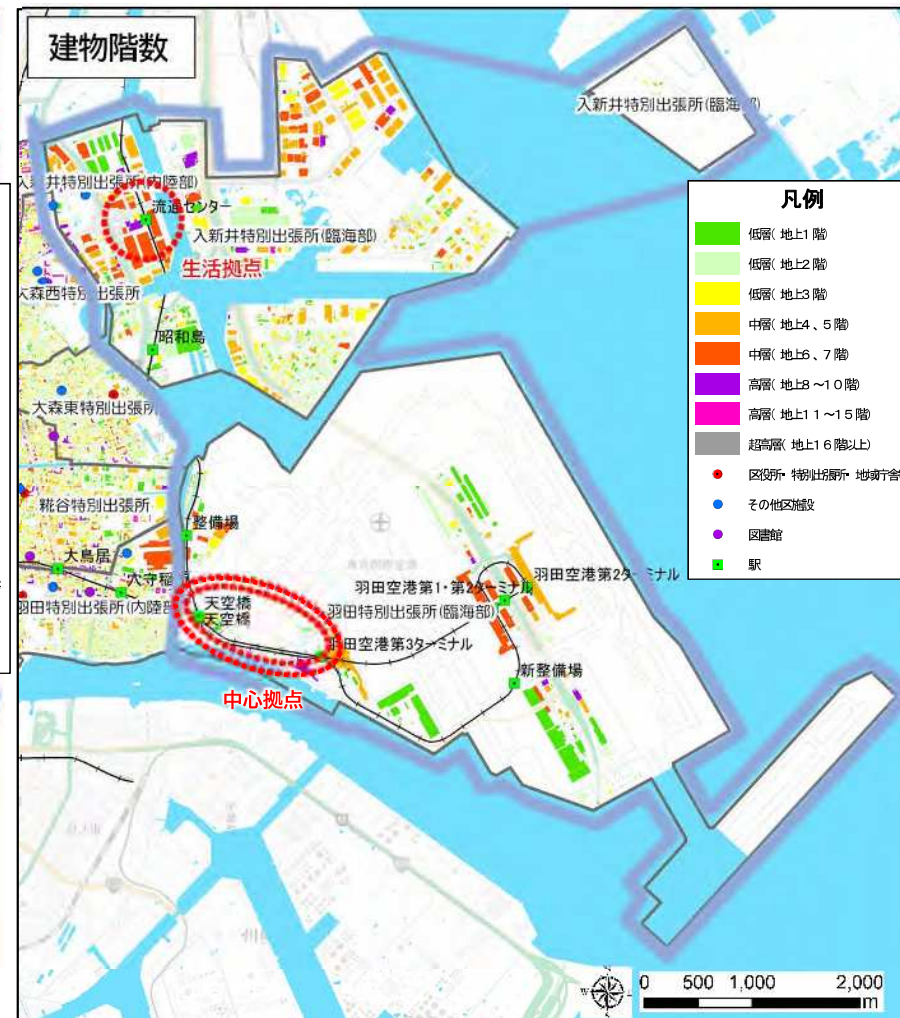 建物階数
入新井特別出張所(臨海部)
入新井特別出張所(内陸部)
流通センター
入新井特別出張所(臨海部)
生活拠点
大森西特別出張所
昭和島
大森東特別出張所
糀谷特別出張所
整備場
大鳥居
穴守稲
羽田特別出張所(内陸部)
天空橋
天空橋
羽田空港第1・第2ターミナル
羽田空港第2ターミナル
羽田特別出張所(臨海部)
羽田空港第3ターミナル
新整備場
中心拠点
凡例
低層(地上1階)
低層(地上2階)
低層(地上3階)
中層(地上4、5階)
中層(地上6、7階)
高層(地上8~10階)
高層(地上11~15階)
超高層(地上16階以上)
区役所・特別出張所・地域庁舎
その他区施設
図書館
駅
0 500 1,000 2,000
m